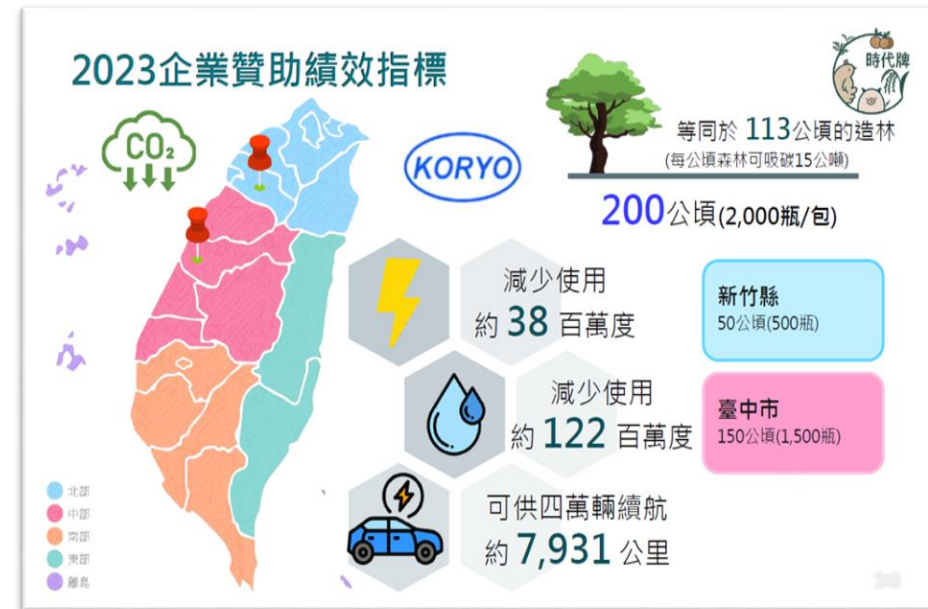 2023企業贊助績效指標
時代牌
CO₂
KORYO
等同於 113公頃的造林
(每公頃森林可吸碳15公噸)
200公頃(2,000瓶/包)
減少使用
約 38 百萬度
新竹縣
50公頃(500瓶)
減少使用
約 122 百萬度
臺中市
150公頃(1,500瓶)
可供四萬輛續航
約 7,931 公里
北部
中部
南部
東部
離島